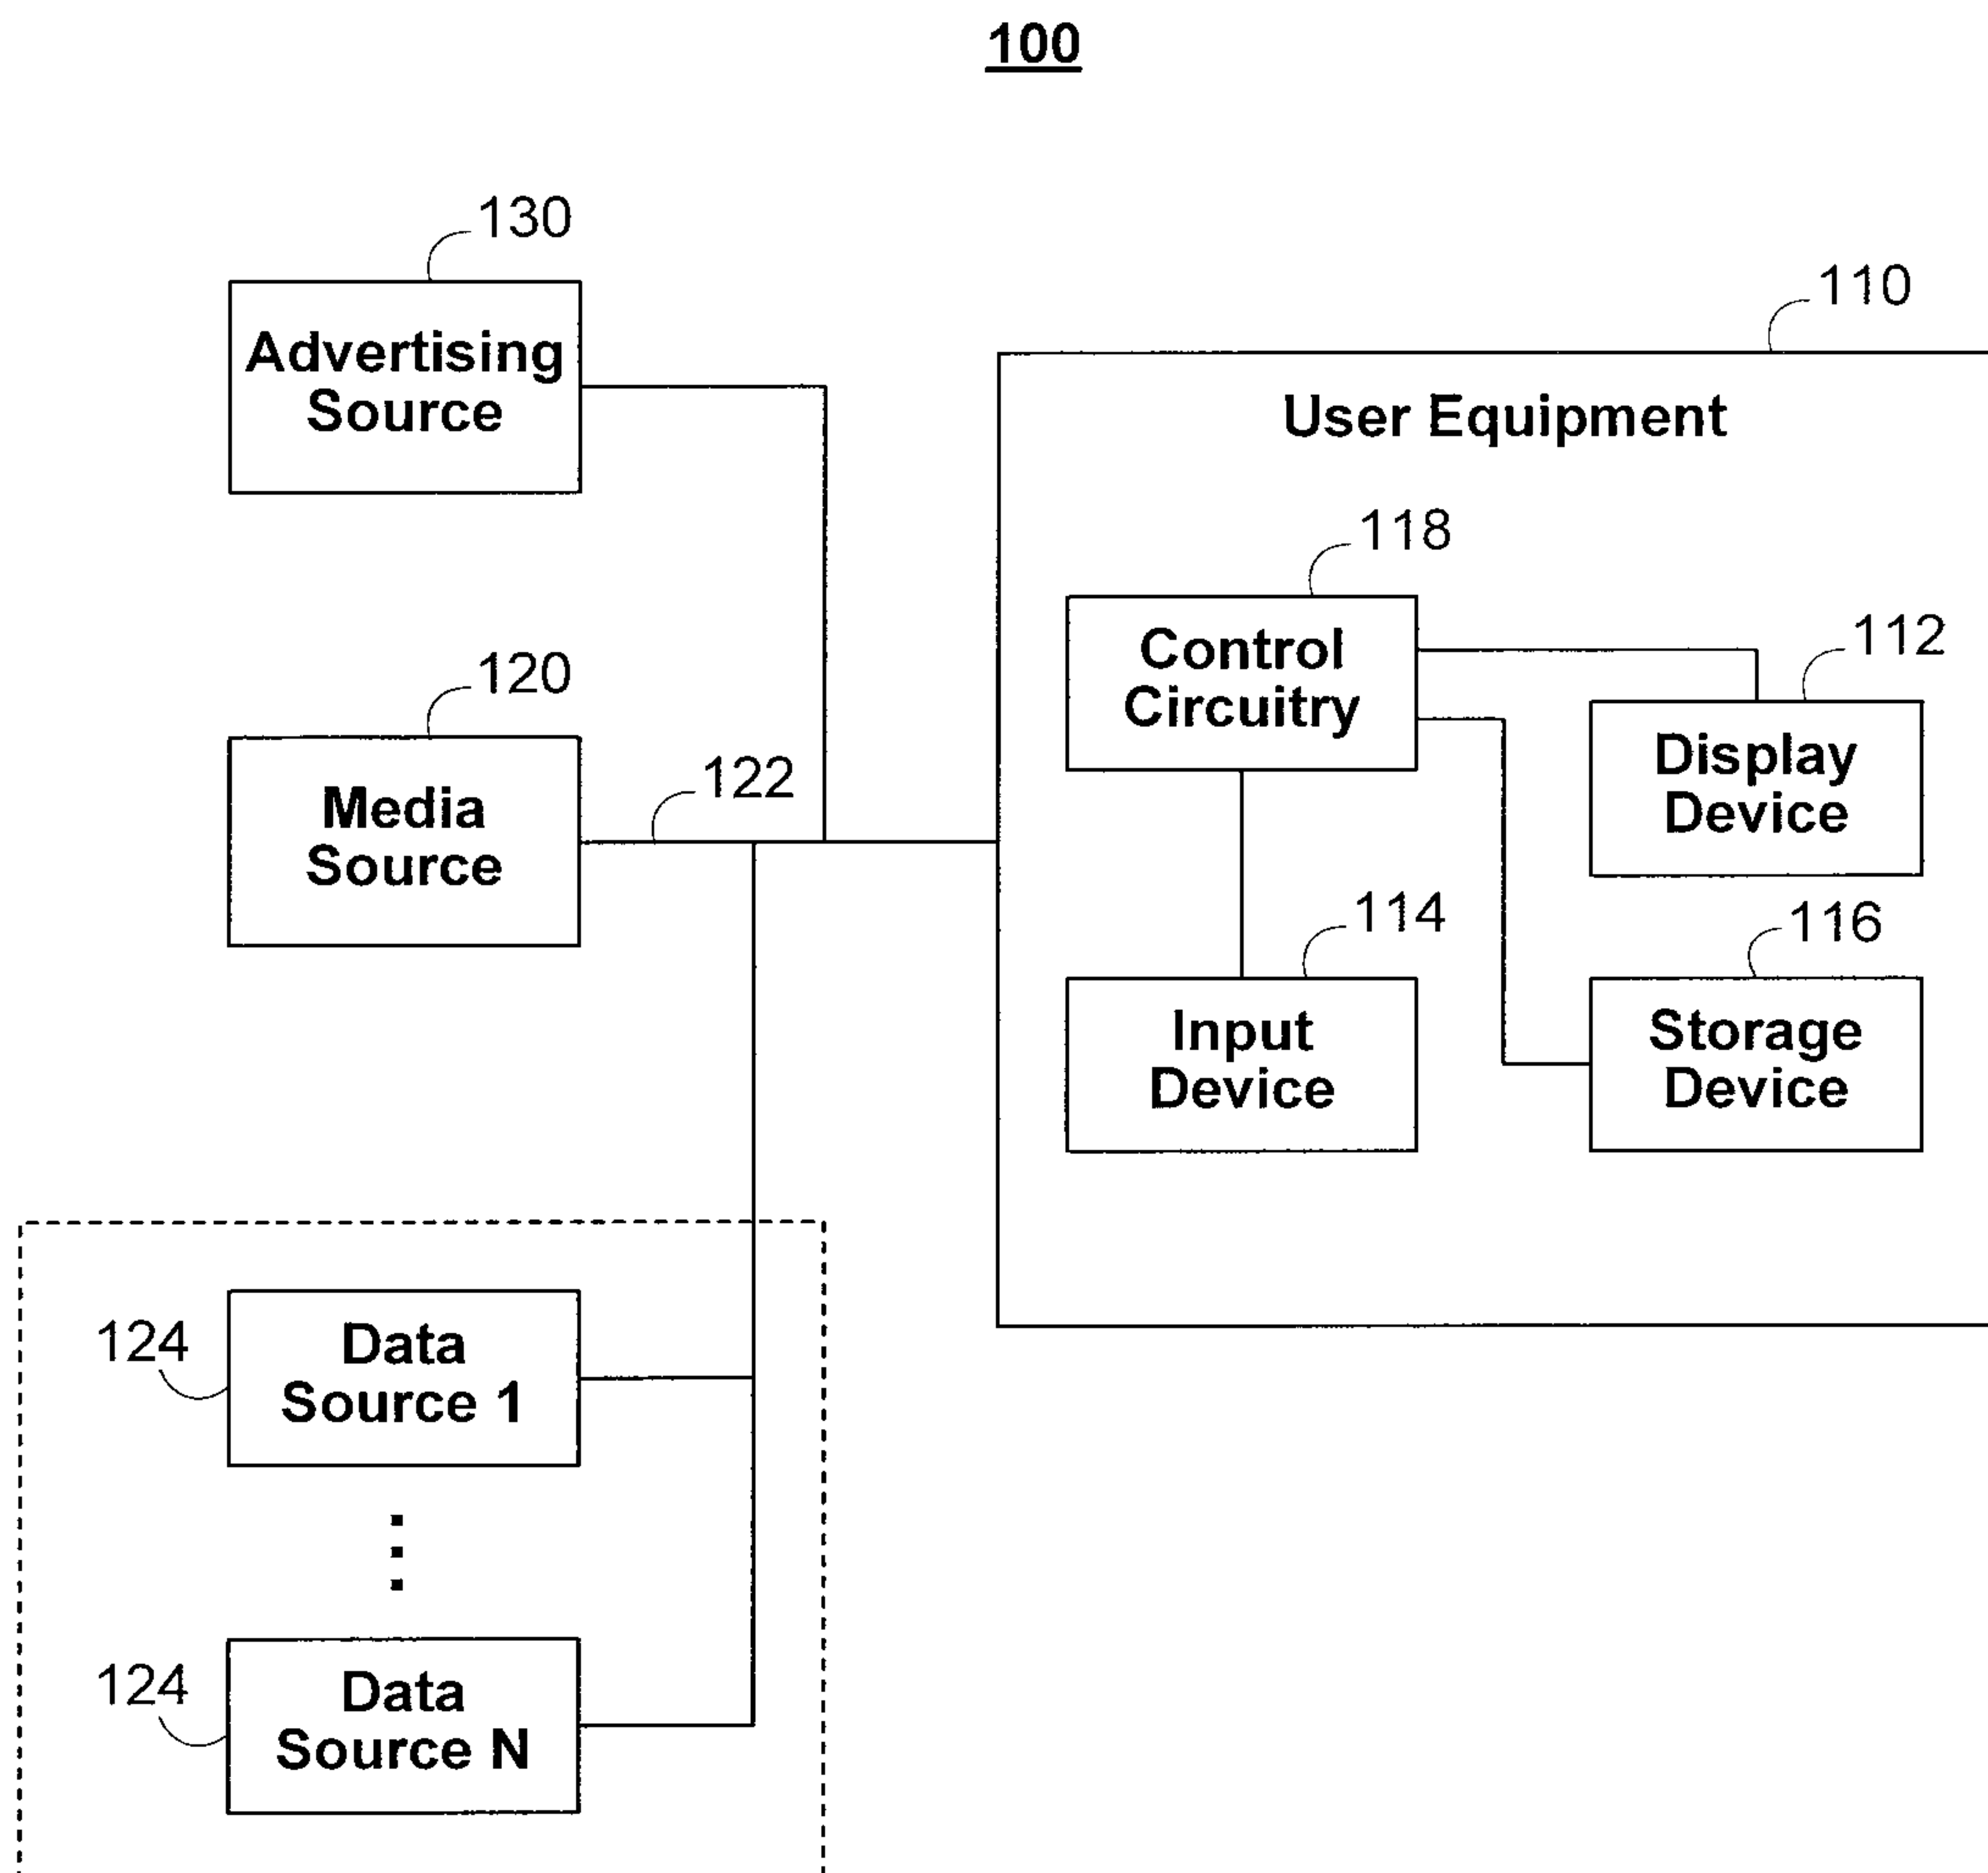 100
130
Advertising
Source
110
User Equipment
118
Control
Circuitry
112
Display
Device
120
Media
Source
122
114
Input
Device
116
Storage
Device
124
Data
Source 1
124
Data
Source N